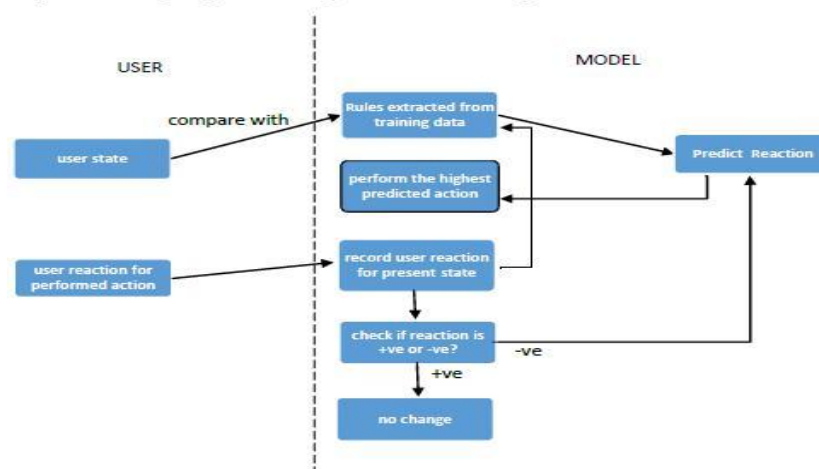 USER
MODEL
compare with
Rules extracted from
training data
user state
Predict Reaction
perform the highest
predicted action
user reaction for
performed action
record user reaction
for present state
check if reaction is
+ve or -ve?
-ve
+ve
no change